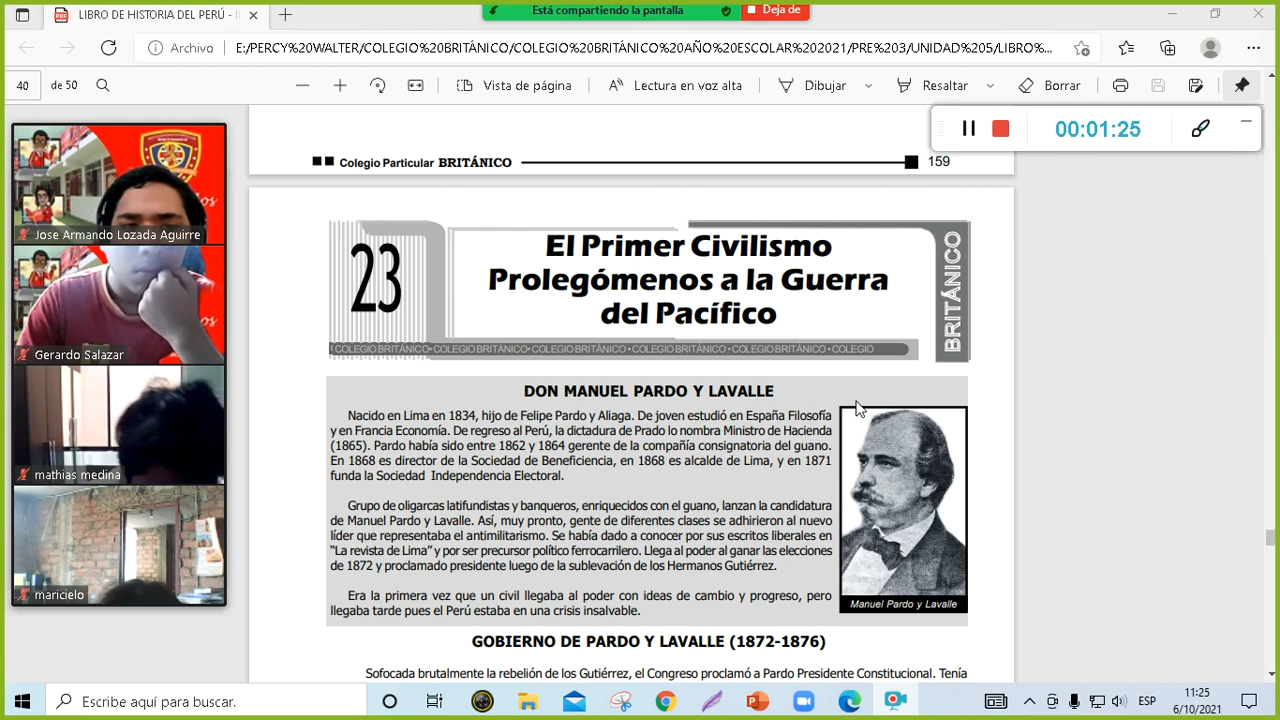 LIBRO DE HISTORIA DEL PERÚ - II
Está compartiendo la pantalla
Deja de
Archivo
E:/PERCY%20WALTER/COLEGIO%20BRITÁNICO/COLEGIO%20BRITÁNICO%20AÑO%20ESCOLAR%202021/PRE%203/UNIDAD%205/LIBRO%...
40 de 50
Vista de página
Lectura en voz alta
Dibujar
Resaltar
Borrar
00:01:25
Colegio Particular BRITÁNICO 159
23
El Primer Civilismo
Prolegómenos a la Guerra
del Pacífico
BRITÁNICO
COLEGIO BRITÁNICO • COLEGIO BRITÁNICO • COLEGIO BRITÁNICO • COLEGIO BRITÁNICO • COLEGIO BRITÁNICO • COLEGIO
DON MANUEL PARDO Y LAVALLE
Nacido en Lima en 1834, hijo de Felipe Pardo y Aliaga. De joven estudió en España Filosofía
y en Francia Economía. De regreso al Perú, la dictadura de Prado lo nombra Ministro de Hacienda
(1865). Pardo había sido entre 1862 y 1864 gerente de la compañía consignatoria del guano.
En 1868 es director de la Sociedad de Beneficiencia, en 1868 es alcalde de Lima, y en 1871
funda la Sociedad Independencia Electoral.
Grupo de oligarcas latifundistas y banqueros, enriquecidos con el guano, lanzan la candidatura
de Manuel Pardo y Lavalle. Así, muy pronto, gente de diferentes clases se adhirieron al nuevo
líder que representaba el antimilitarismo. Se había dado a conocer por sus escritos liberales en
"La revista de Lima" y por ser precursor político ferrocarrilero. Llega al poder al ganar las elecciones
de 1872 y proclamado presidente luego de la sublevación de los Hermanos Gutiérrez.
Era la primera vez que un civil llegaba al poder con ideas de cambio y progreso, pero
llegaba tarde pues el Perú estaba en una crisis insalvable.
Manuel Pardo y Lavalle
GOBIERNO DE PARDO Y LAVALLE (1872-1876)
Sofocada brutalmente la rebelión de los Gutiérrez, el Congreso proclamó a Pardo Presidente Constitucional. Tenía
Jose Armando Lozada Aguirre
Gerardo Salazar
mathias medina
maricielo
Escribe aquí para buscar.
ESP
11:25
6/10/2021